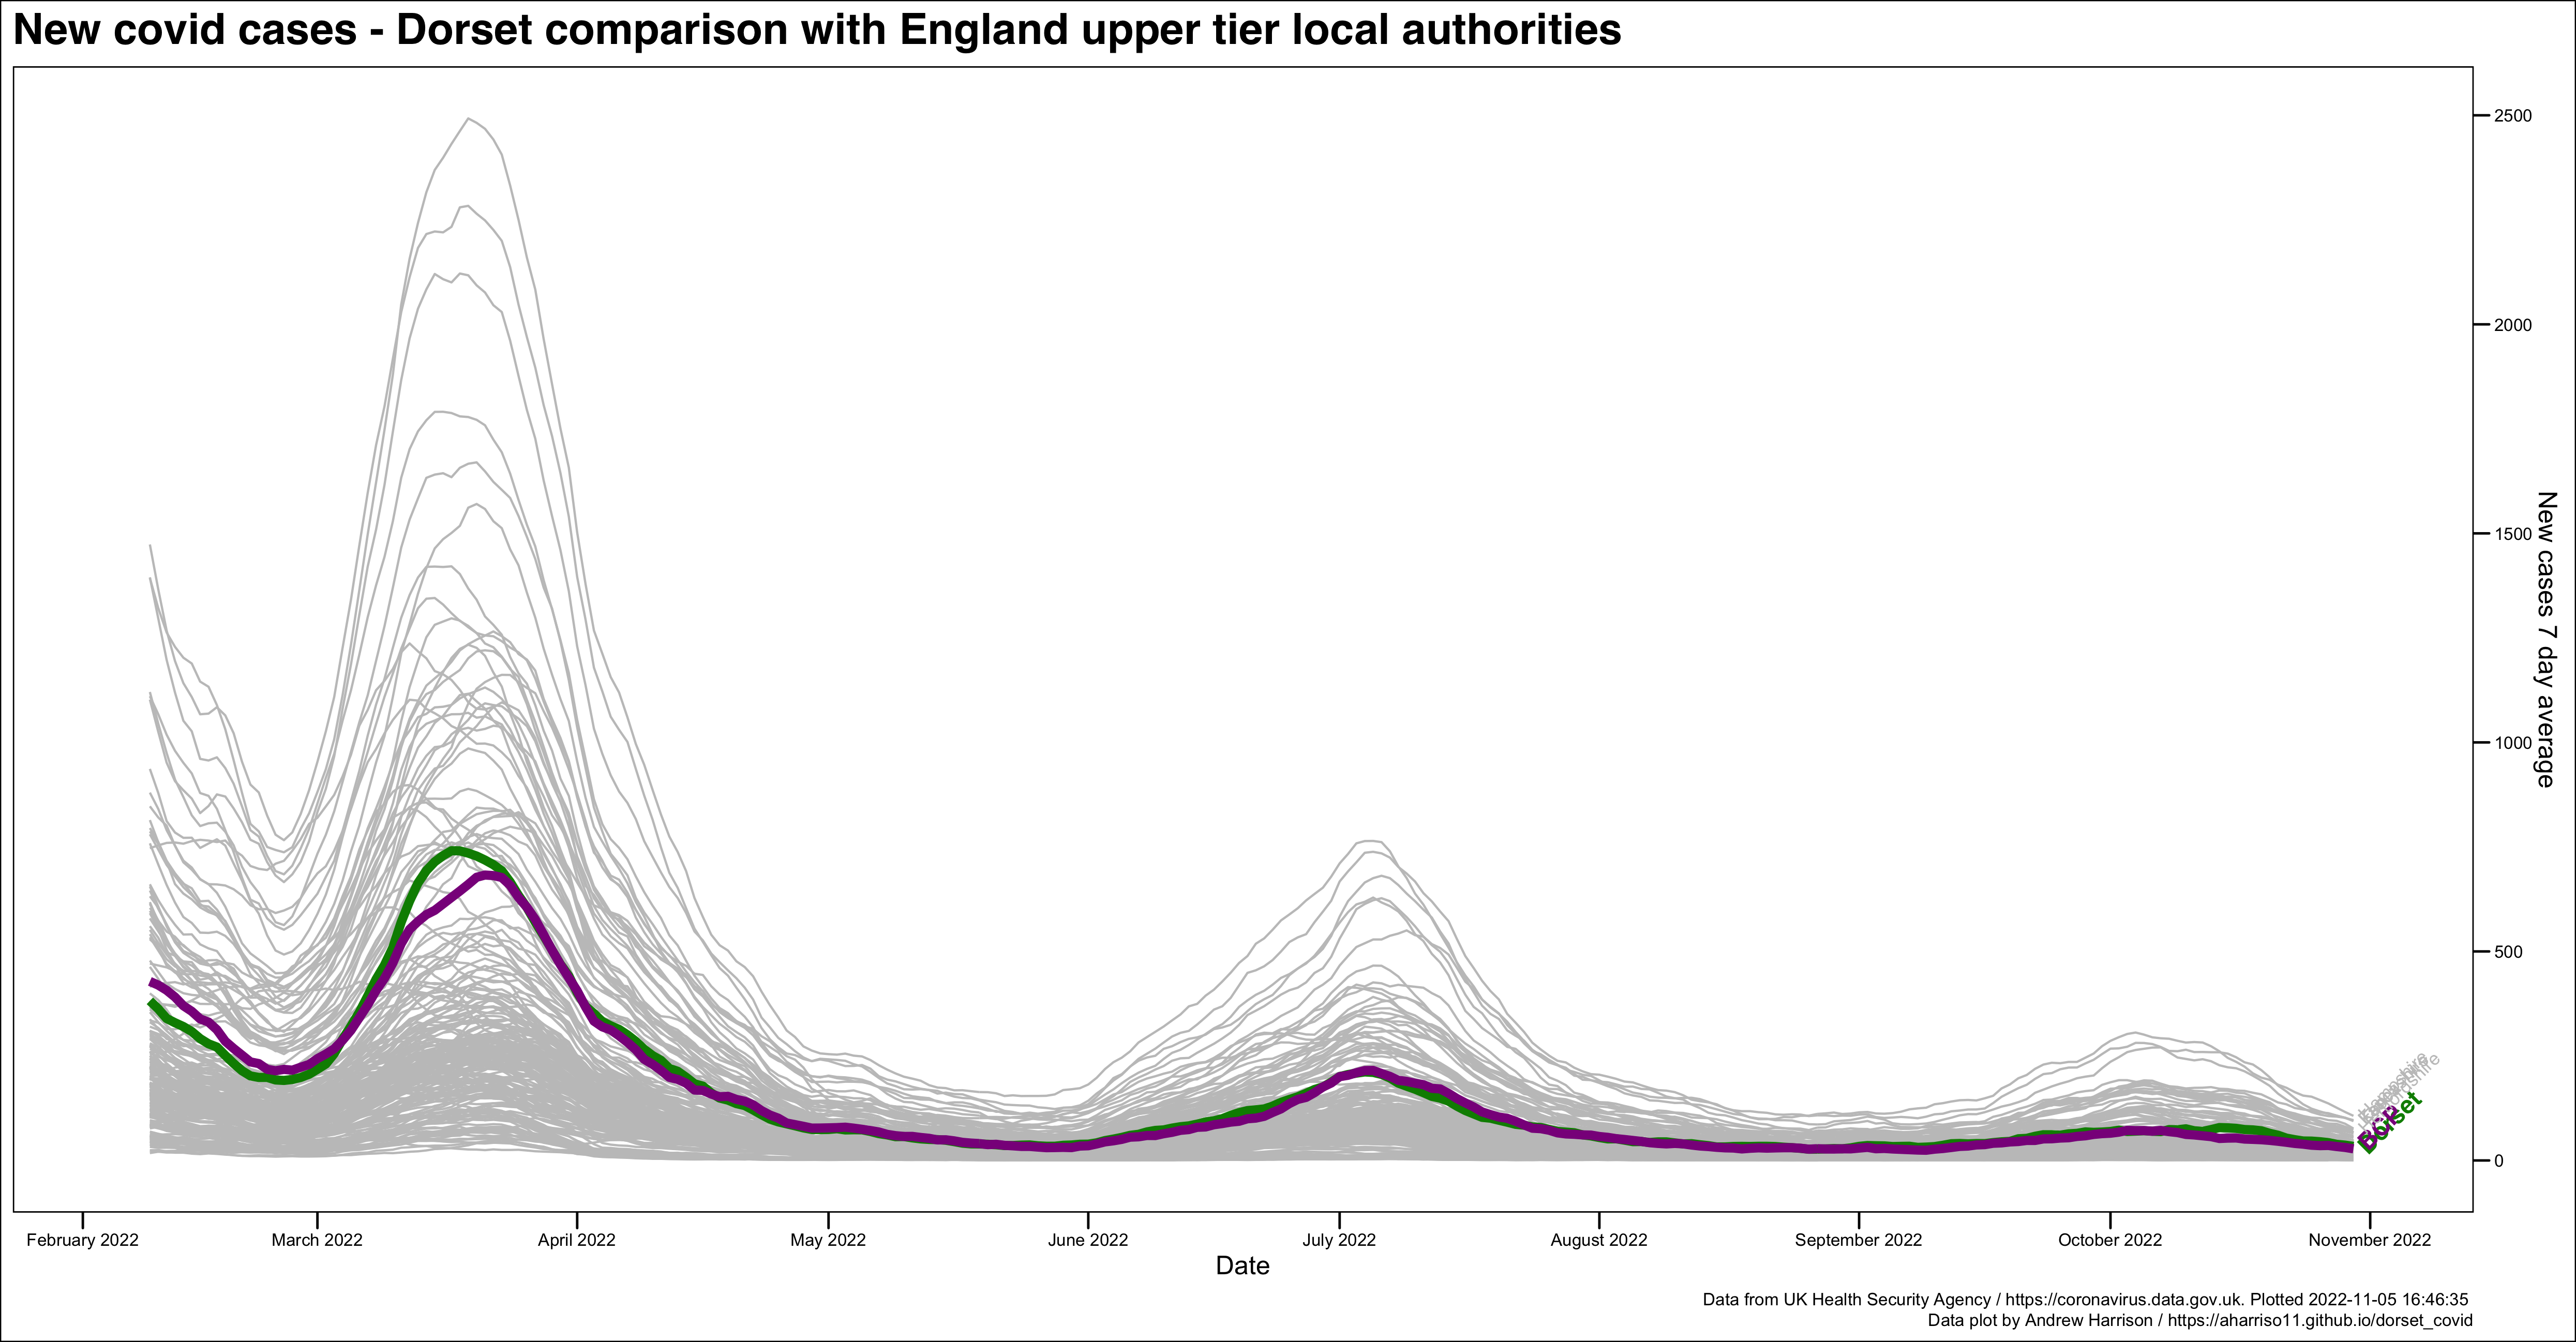 New covid cases - Dorset comparison with England upper tier local authorities
2500
2000
1500
1000
500
0
New cases 7 day average
BCP
Dorset
February 2022
March 2022
April 2022
May 2022
June 2022
July 2022
August 2022
September 2022
October 2022
November 2022
Date
Data from UK Health Security Agency / https://coronavirus.data.gov.uk. Plotted 2022-11-05 16:46:35
Data plot by Andrew Harrison / https://aharriso11.github.io/dorset_covid